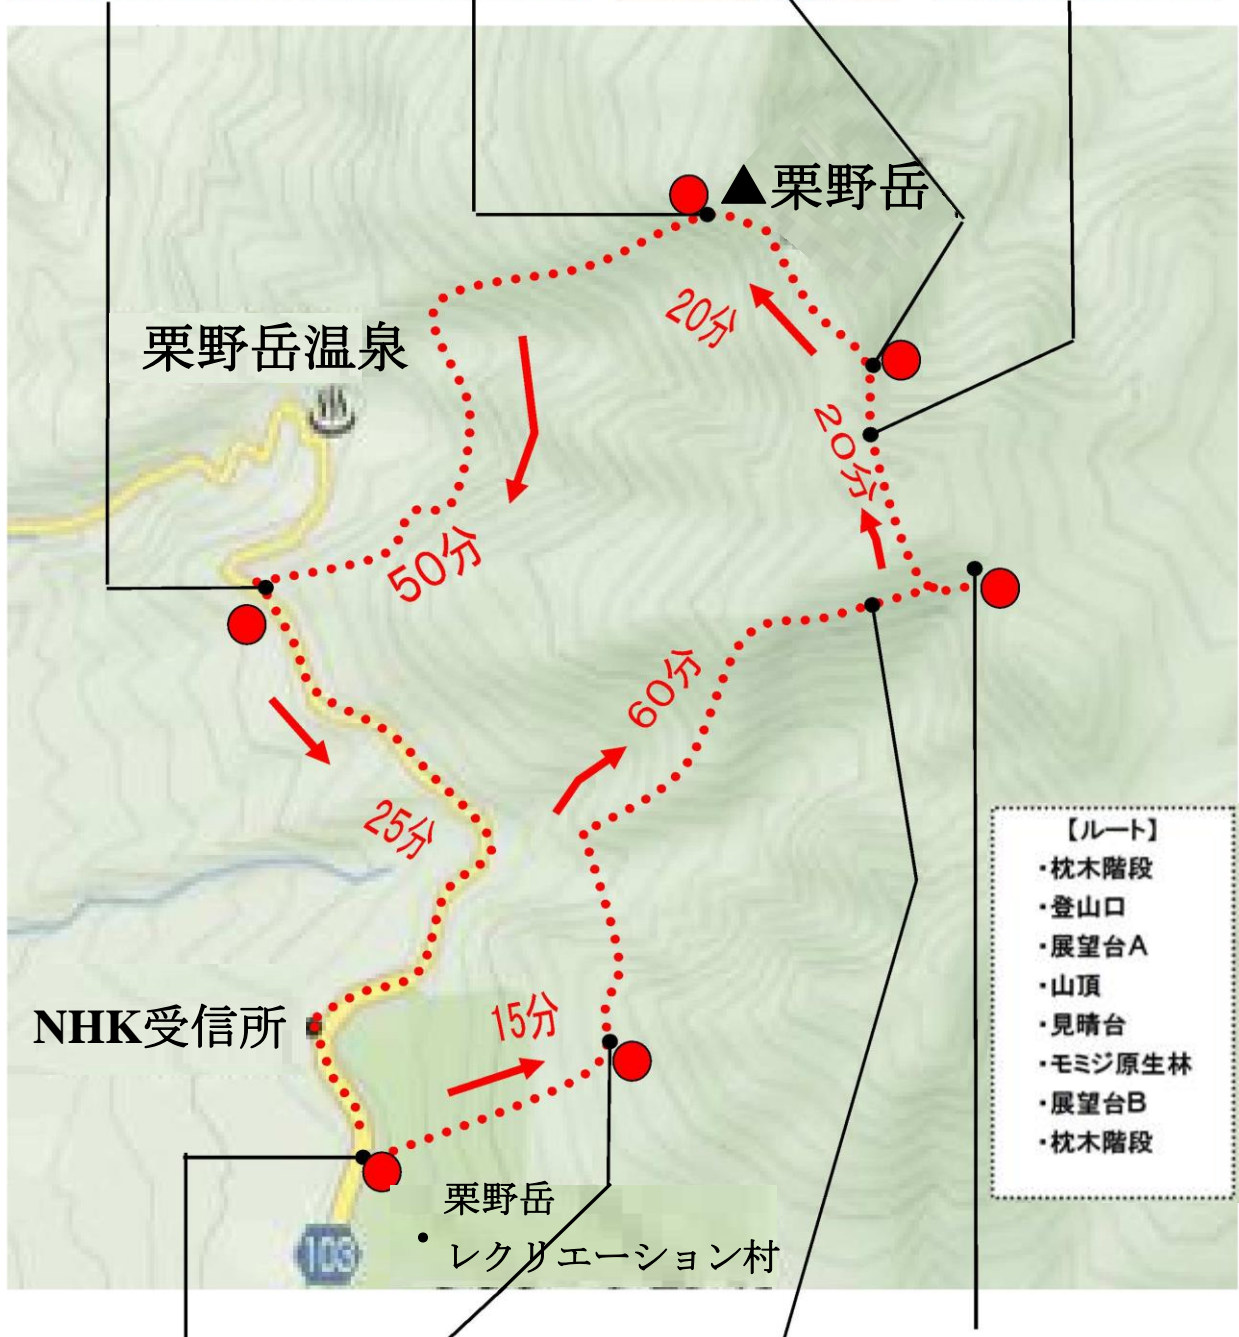 栗野岳
20分
栗野岳温泉
20分
50分
60分
25分
NHK受信所
15分
栗野岳
レクリエーション村
103
【ルート】
・枕木階段
・登山口
・展望台A
・山頂
・見晴台
・モミジ原生林
・展望台B
・枕木階段